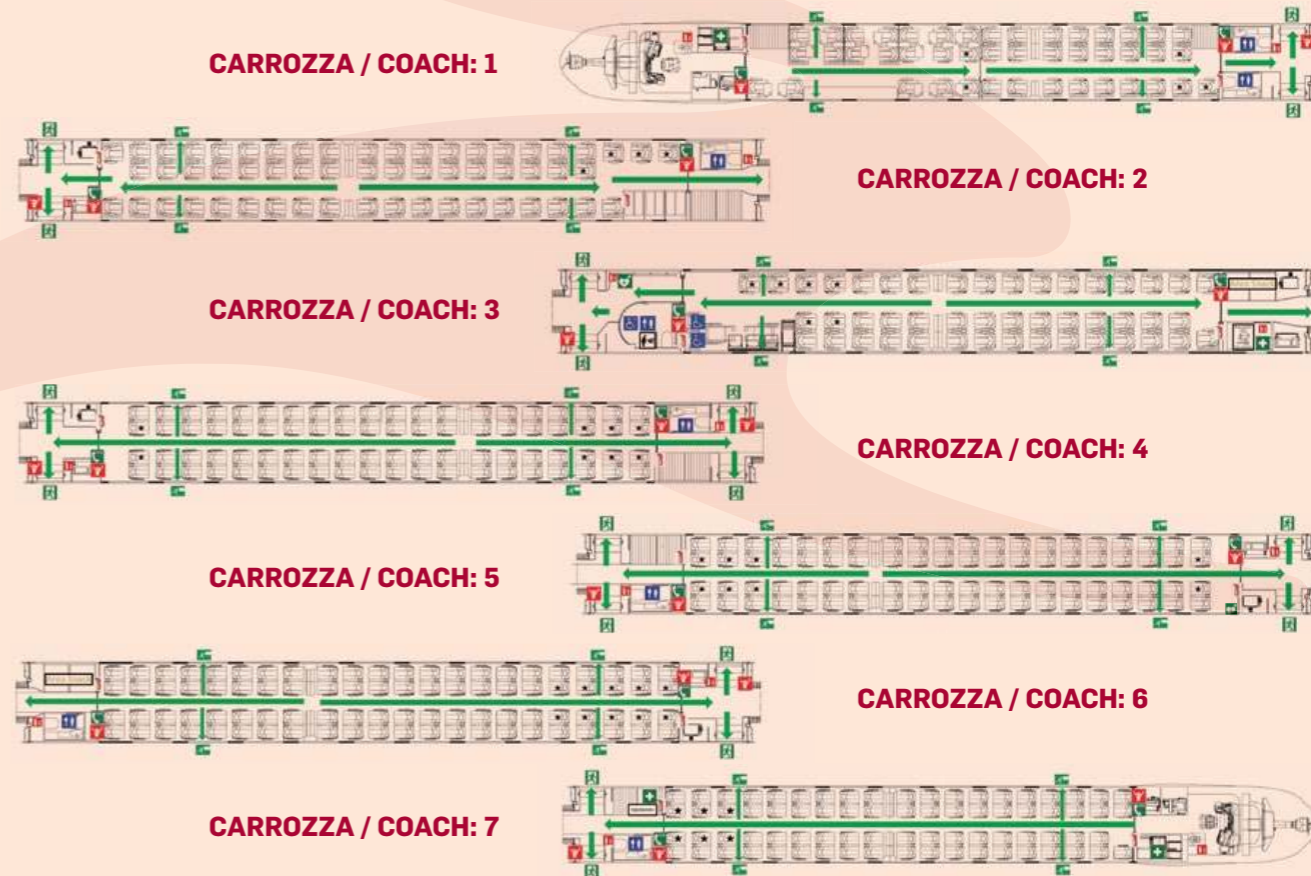 CARROZZA / COACH: 1
CARROZZA / COACH: 2
CARROZZA / COACH: 3
CARROZZA / COACH: 4
CARROZZA / COACH: 5
CARROZZA / COACH: 6
CARROZZA / COACH: 7